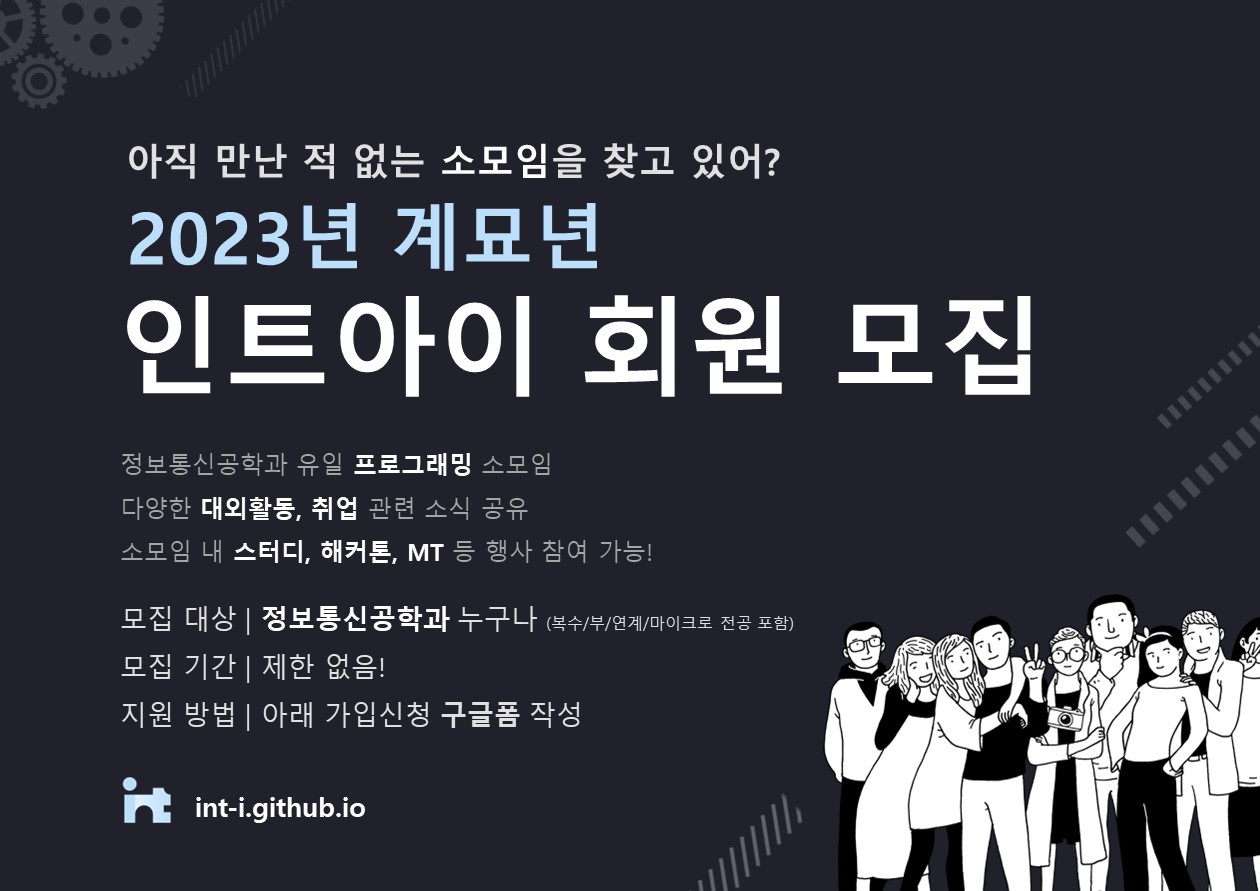 아직 만난 적 없는 소모임을 찾고 있어?
2023년 계묘년
인트아이 회원 모집
정보통신공학과 유일 프로그래밍 소모임
다양한 대외활동, 취업 관련 소식 공유
소모임 내 스터디, 해커톤, MT 등 행사 참여 가능!
모집 대상 | 정보통신공학과 누구나 (복수/부/연계/마이크로 전공 포함)
모집 기간 | 제한 없음!
지원 방법 | 아래 가입신청 구글폼 작성
int int-i.github.io